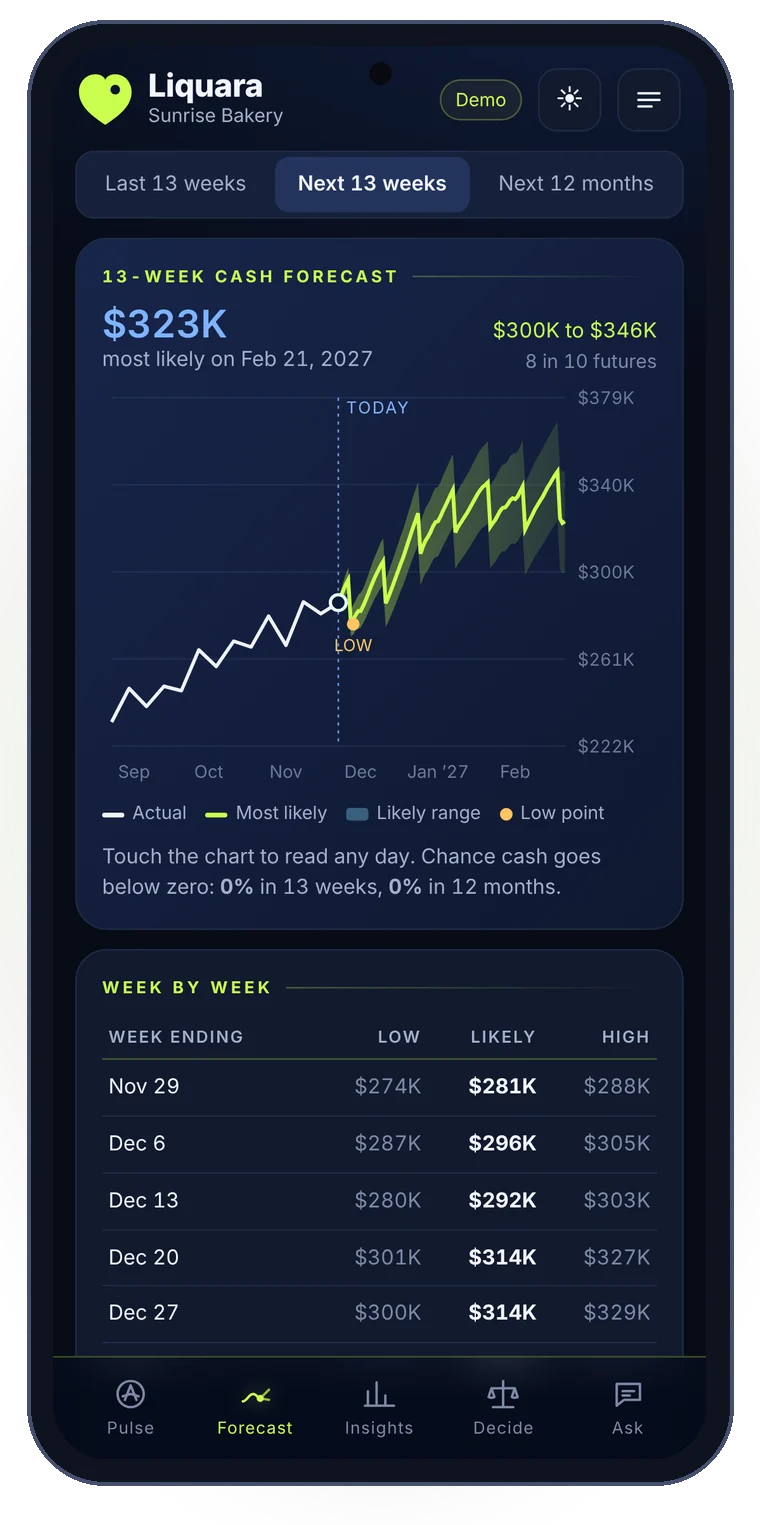 Liquara
Sunrise Bakery
Demo
Last 13 weeks
Next 13 weeks
Next 12 months
13-WEEK CASH FORECAST
$323K
most likely on Feb 21, 2027
$300K to $346K
8 in 10 futures
TODAY
$379K
$340K
$300K
$261K
$222K
LOW
Sep Oct Nov Dec Jan ’27 Feb
Actual Most likely Likely range Low point
Touch the chart to read any day. Chance cash goes
below zero: 0% in 13 weeks, 0% in 12 months.
WEEK BY WEEK
WEEK ENDING LOW LIKELY HIGH
Nov 29 $274K $281K $288K
Dec 6 $287K $296K $305K
Dec 13 $280K $292K $303K
Dec 20 $301K $314K $327K
Dec 27 $300K $314K $329K
Pulse Forecast Insights Decide Ask